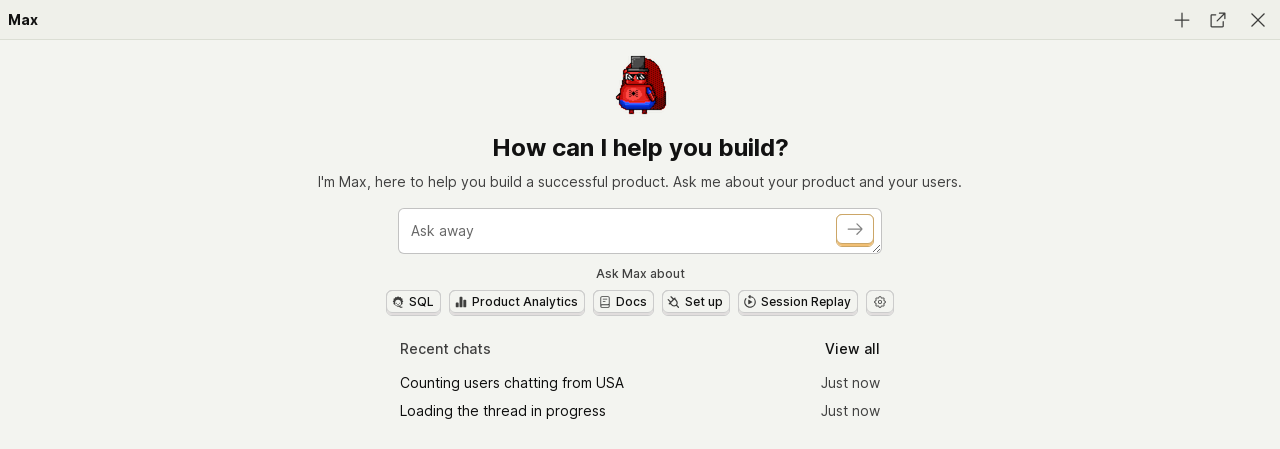 Max
How can I help you build?
I'm Max, here to help you build a successful product. Ask me about your product and your users.
Ask away
Ask Max about
SQL Product Analytics Docs Set up Session Replay
Recent chats View all
Counting users chatting from USA Just now
Loading the thread in progress Just now